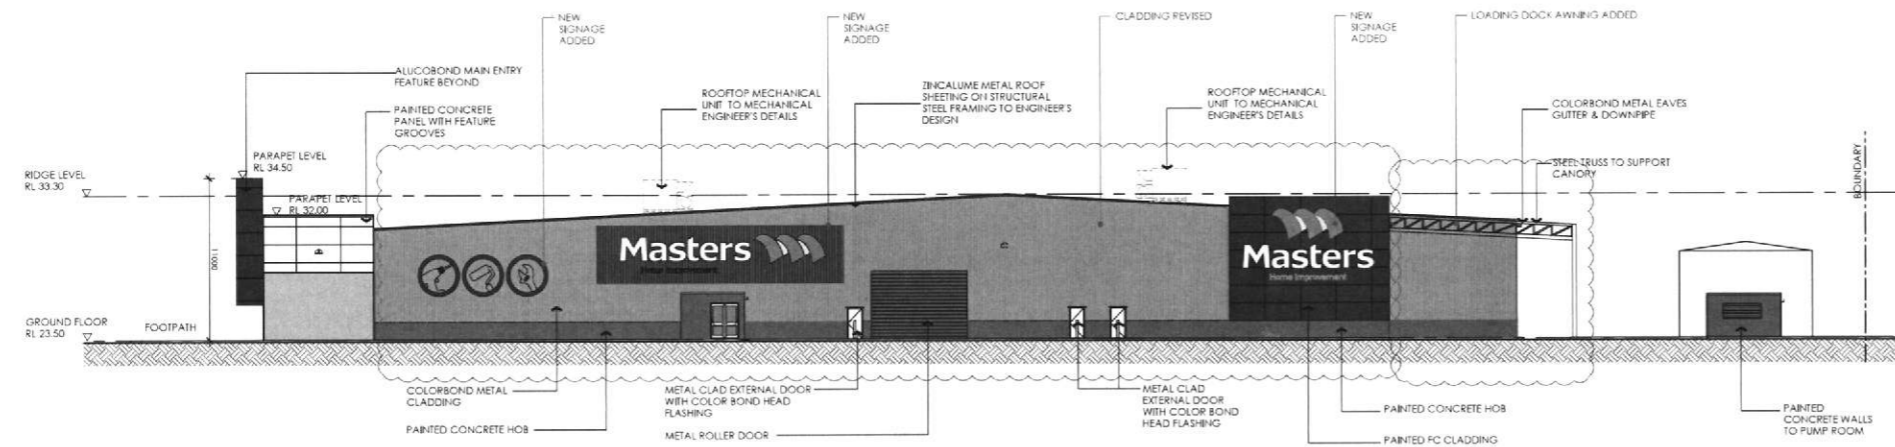 NEW
SIGNAGE
ADDED
NEW
SIGNAGE
ADDED
CLADDING REVISED
NEW
SIGNAGE
ADDED
LOADING DOCK AWNING ADDED
ALUCOBOND MAIN ENTRY
FEATURE BEYOND
PAINTED CONCRETE
PANEL WITH FEATURE
GROOVES
ROOFTOP MECHANICAL
UNIT TO MECHANICAL
ENGINEER'S DETAILS
ZINCALUME METAL ROOF
SHEETING ON STRUCTURAL
STEEL FRAMING TO ENGINEER'S
DESIGN
ROOFTOP MECHANICAL
UNIT TO MECHANICAL
ENGINEER'S DETAILS
COLORBOND METAL EAVES
GUTTER & DOWNPIPE
STEEL TRUSS TO SUPPORT
CANOPY
BOUNDARY
PARAPET LEVEL
RL 34.50
RIDGE LEVEL
RL 33.30
PARAPET LEVEL
RL 32.00
11000
Masters
Home Improvement
Masters
Home Improvement
GROUND FLOOR
RL 23.50
FOOTPATH
COLORBOND METAL
CLADDING
PAINTED CONCRETE HOB
METAL CLAD EXTERNAL DOOR
WITH COLOR BOND HEAD
FLASHING
METAL ROLLER DOOR
METAL CLAD
EXTERNAL DOOR
WITH COLOR BOND
HEAD FLASHING
PAINTED CONCRETE HOB
PAINTED FC CLADDING
PAINTED
CONCRETE WALLS
TO PUMP ROOM